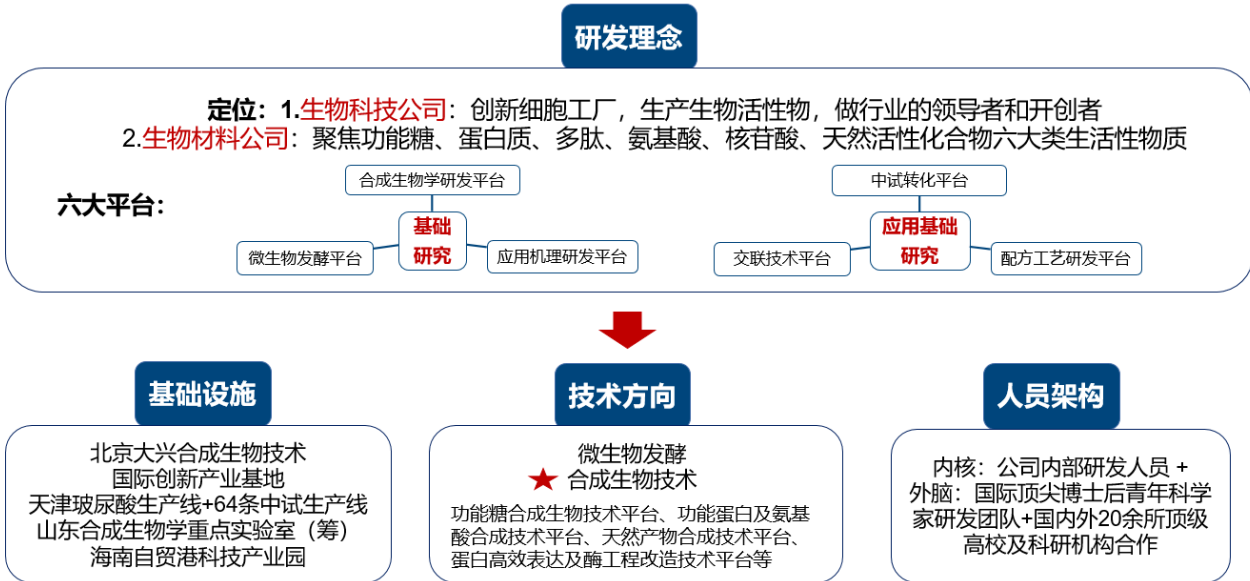 研发理念
定位：1.生物科技公司：创新细胞工厂，生产生物活性物，做行业的领导者和开创者
2.生物材料公司：聚焦功能糖、蛋白质、多肽、氨基酸、核苷酸、天然活性化合物六大类生活性物质
六大平台：
合成生物学研发平台
基础
研究
微生物发酵平台
应用机理研发平台
中试转化平台
应用基础
研究
交联技术平台
配方工艺研发平台
基础设施
北京大兴合成生物技术
国际创新产业基地
天津玻尿酸生产线+64条中试生产线
山东合成生物学重点实验室（筹）
海南自贸港科技产业园
技术方向
微生物发酵
合成生物技术
功能糖合成生物技术平台、功能蛋白及氨基
酸合成技术平台、天然产物合成技术平台、
蛋白高效表达及酶工程改造技术平台等
人员架构
内核：公司内部研发人员 +
外脑：国际顶尖博士后青年科学
家研发团队+国内外20余所顶级
高校及科研机构合作